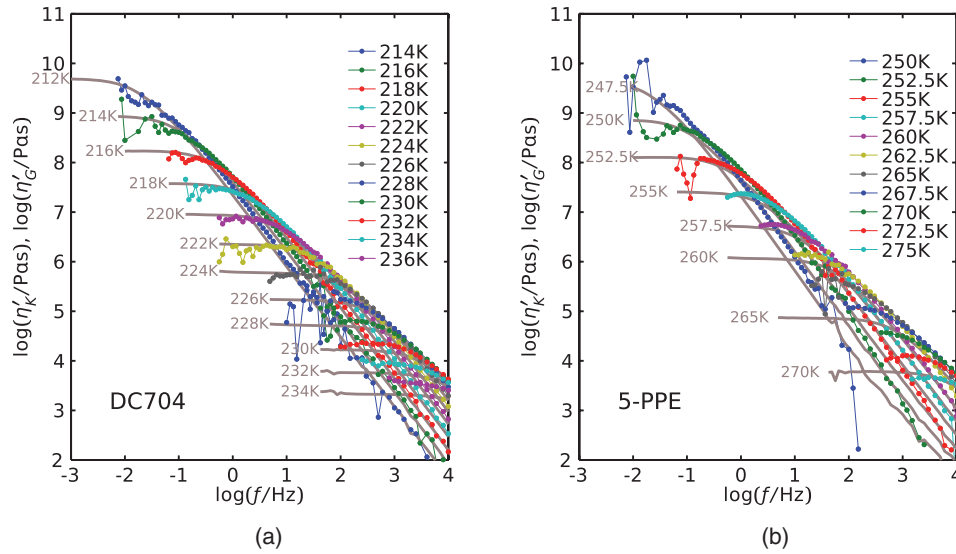 log(η′K/Pas), log(η′G/Pas)
11
10
9
8
7
6
5
4
3
2
-3 -2 -1 0 1 2 3 4
log(f/Hz)
212K
214K
216K
218K
220K
222K
224K
226K
228K
230K
232K
234K
214K
216K
218K
220K
222K
224K
226K
228K
230K
232K
234K
236K
DC704
(a)
log(η′K/Pas), log(η′G/Pas)
11
10
9
8
7
6
5
4
3
2
-3 -2 -1 0 1 2 3 4
log(f/Hz)
247.5K
250K
252.5K
255K
257.5K
260K
265K
270K
250K
252.5K
255K
257.5K
260K
262.5K
265K
267.5K
270K
272.5K
275K
5-PPE
(b)